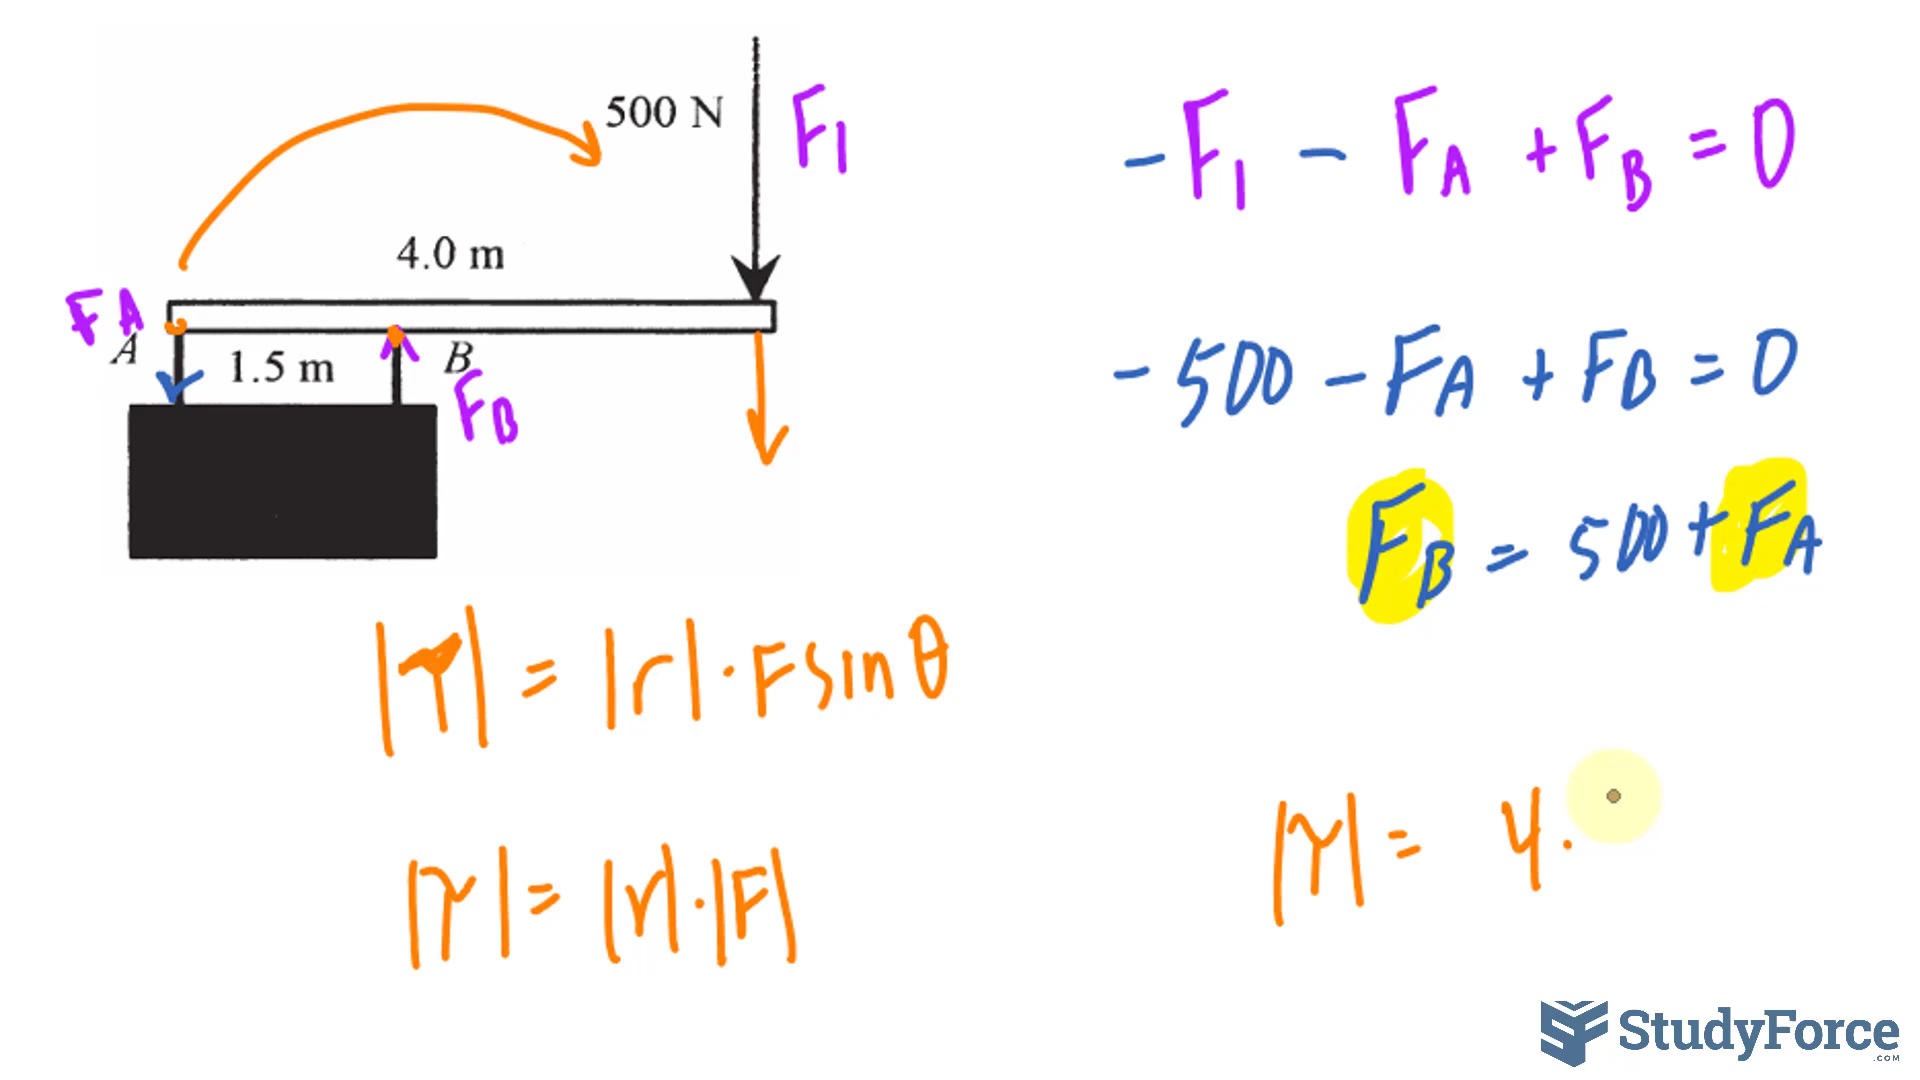 500 N
F1
4.0 m
FA
A
1.5 m
B
FB
-F1 - FA + FB = 0
-500 - FA + FB = 0
FB = 500 + FA
|τ| = |r| · F sin θ
|τ| = |r| · |F|
|τ| = 4 ·
StudyForce
.COM